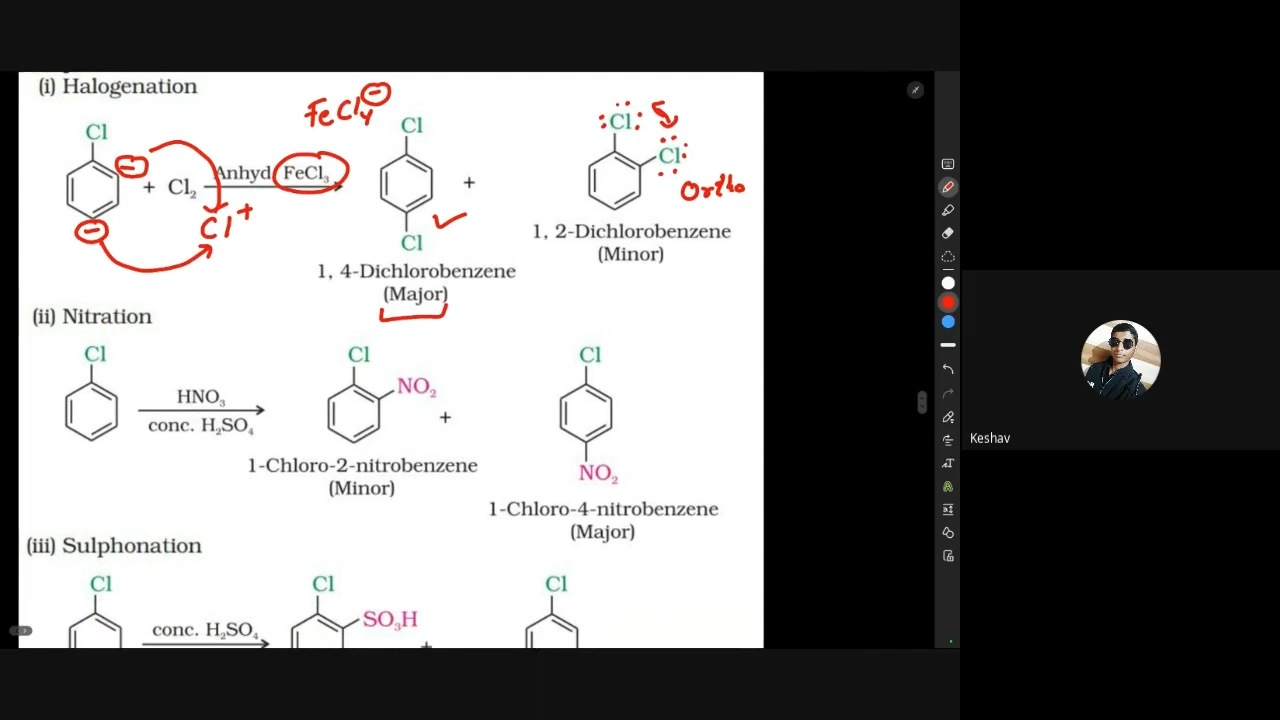 (i) Halogenation
FeCl₄⊖
Cl
Cl
:Cl:
Cl:
⊖
+ Cl₂
Anhyd. FeCl₃
+
Ortho
⊖
Cl⁺
Cl
1, 2-Dichlorobenzene
(Minor)
1, 4-Dichlorobenzene
(Major)
(ii) Nitration
Cl
Cl
Cl
HNO₃
NO₂
conc. H₂SO₄
+
1-Chloro-2-nitrobenzene
NO₂
(Minor)
1-Chloro-4-nitrobenzene
(Major)
(iii) Sulphonation
Cl
Cl
Cl
conc. H₂SO₄
SO₃H
+
Keshav